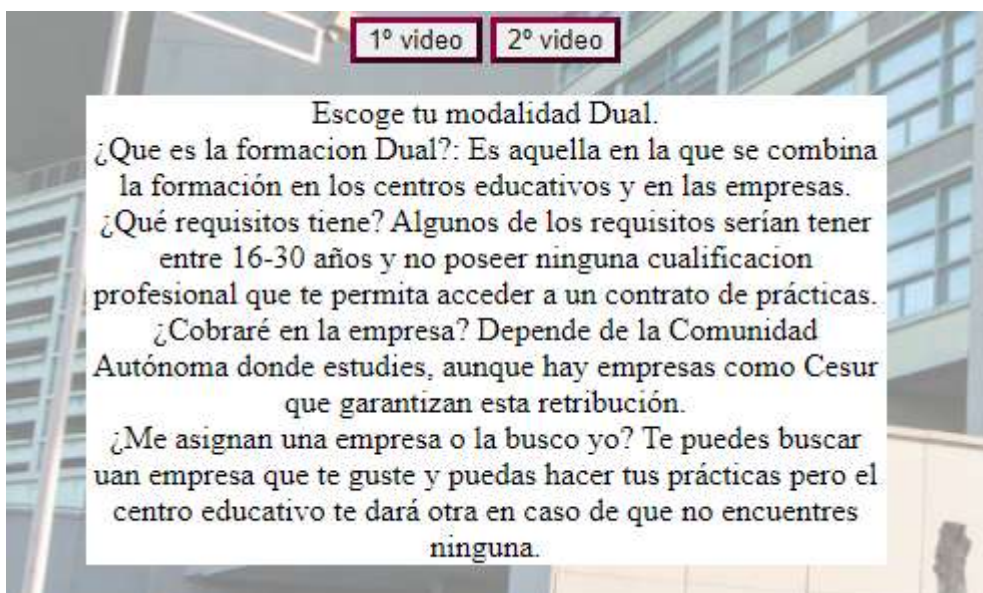 1º video 2º video
Escoge tu modalidad Dual.
¿Que es la formacion Dual?: Es aquella en la que se combina
la formación en los centros educativos y en las empresas.
¿Qué requisitos tiene? Algunos de los requisitos serían tener
entre 16-30 años y no poseer ninguna cualificacion
profesional que te permita acceder a un contrato de prácticas.
¿Cobraré en la empresa? Depende de la Comunidad
Autónoma donde estudies, aunque hay empresas como Cesur
que garantizan esta retribución.
¿Me asignan una empresa o la busco yo? Te puedes buscar
uan empresa que te guste y puedas hacer tus prácticas pero el
centro educativo te dará otra en caso de que no encuentres
ninguna.